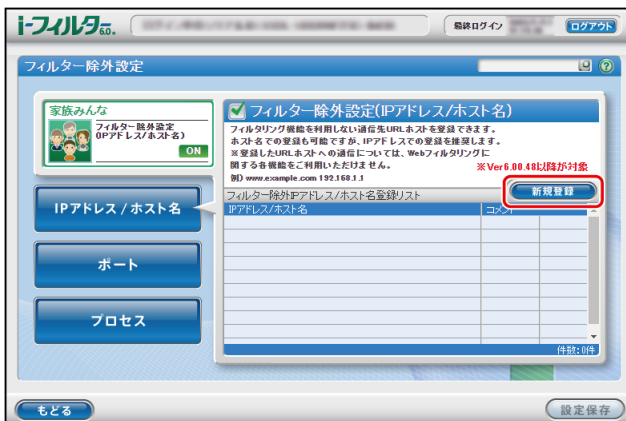 i-フィルター6.0.
最終ログイン
ログアウト
フィルター除外設定
家族みんな
フィルター除外設定
(IPアドレス/ホスト名)
ON
フィルター除外設定(IPアドレス/ホスト名)
フィルタリング機能を利用しない通信先URLホストを登録できます。
ホスト名での登録も可能ですが、IPアドレスでの登録を推奨します。
※登録したURLホストへの通信については、Webフィルタリングに
関する各機能をご利用いただけません。
※Ver6.00.48以降が対象
例) www.example.com 192.168.1.1
新規登録
フィルター除外IPアドレス/ホスト名登録リスト
IPアドレス/ホスト名
コメント
IPアドレス / ホスト名
ポート
プロセス
件数:0件
もどる
設定保存